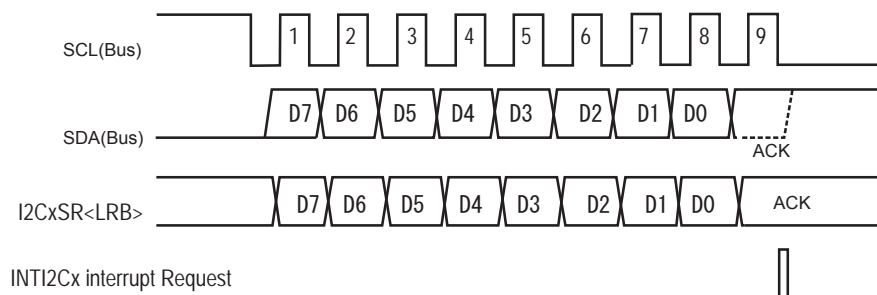 SCL(Bus) 1 2 3 4 5 6 7 8 9
SDA(Bus) D7 D6 D5 D4 D3 D2 D1 D0
ACK
I2CxSR<LRB> D7 D6 D5 D4 D3 D2 D1 D0 ACK
INTI2Cx interrupt Request